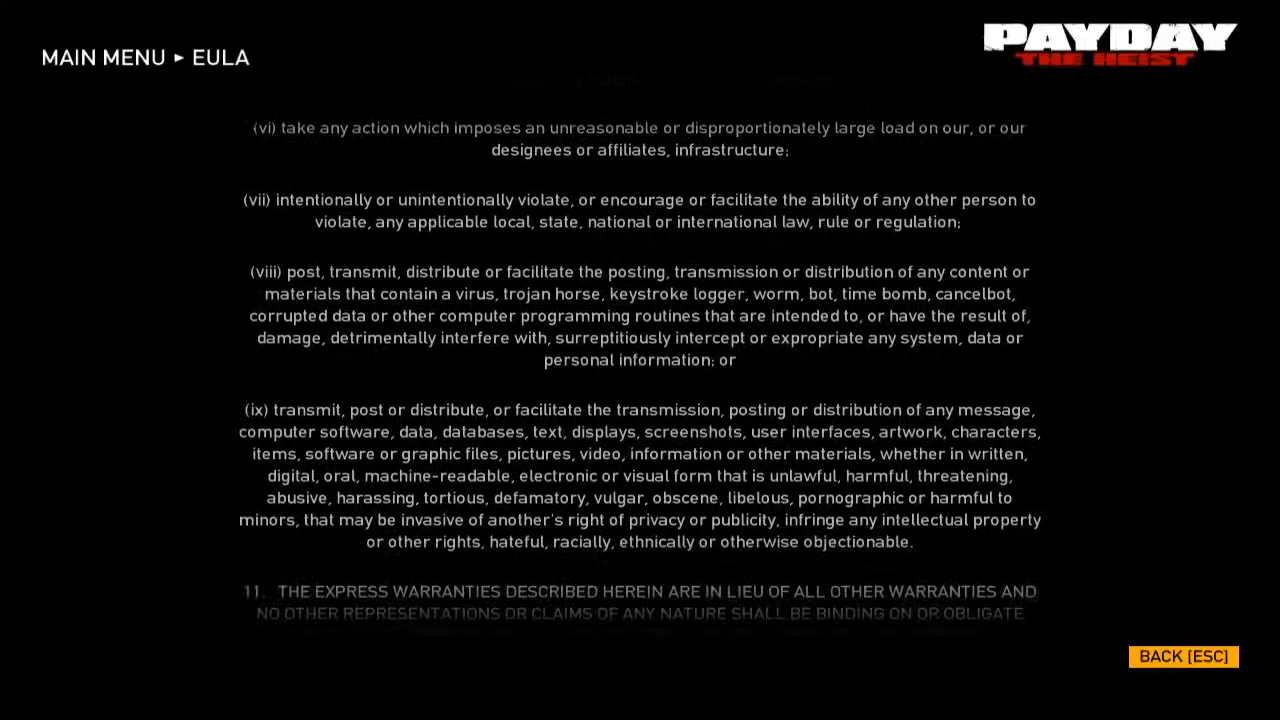 MAIN MENU ► EULA
PAYDAY
THE HEIST
(vi) take any action which imposes an unreasonable or disproportionately large load on our, or our
designees or affiliates, infrastructure;
(vii) intentionally or unintentionally violate, or encourage or facilitate the ability of any other person to
violate, any applicable local, state, national or international law, rule or regulation;
(viii) post, transmit, distribute or facilitate the posting, transmission or distribution of any content or
materials that contain a virus, trojan horse, keystroke logger, worm, bot, time bomb, cancelbot,
corrupted data or other computer programming routines that are intended to, or have the result of,
damage, detrimentally interfere with, surreptitiously intercept or expropriate any system, data or
personal information; or
(ix) transmit, post or distribute, or facilitate the transmission, posting or distribution of any message,
computer software, data, databases, text, displays, screenshots, user interfaces, artwork, characters,
items, software or graphic files, pictures, video, information or other materials, whether in written,
digital, oral, machine-readable, electronic or visual form that is unlawful, harmful, threatening,
abusive, harassing, tortious, defamatory, vulgar, obscene, libelous, pornographic or harmful to
minors, that may be invasive of another's right of privacy or publicity, infringe any intellectual property
or other rights, hateful, racially, ethnically or otherwise objectionable.
11. THE EXPRESS WARRANTIES DESCRIBED HEREIN ARE IN LIEU OF ALL OTHER WARRANTIES AND
NO OTHER REPRESENTATIONS OR CLAIMS OF ANY NATURE SHALL BE BINDING ON OR OBLIGATE
BACK [ESC]